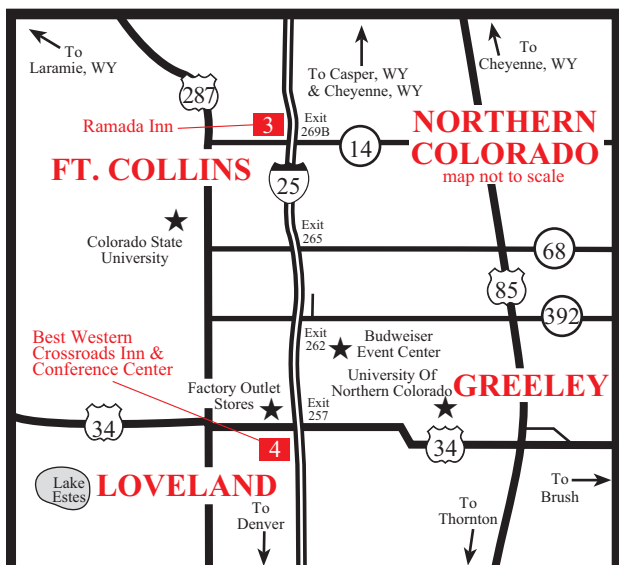 To
Laramie, WY
To Casper, WY
& Cheyenne, WY
To
Cheyenne, WY
287
Ramada Inn
3
Exit
269B
14
NORTHERN
COLORADO
map not to scale
FT. COLLINS
25
Colorado State
University
Exit
265
68
85
392
Best Western
Crossroads Inn &
Conference Center
Exit
262
Budweiser
Event Center
Factory Outlet
Stores
Exit
257
University Of
Northern Colorado
GREELEY
34
4
34
Lake
Estes
LOVELAND
To
Denver
To
Thornton
To
Brush